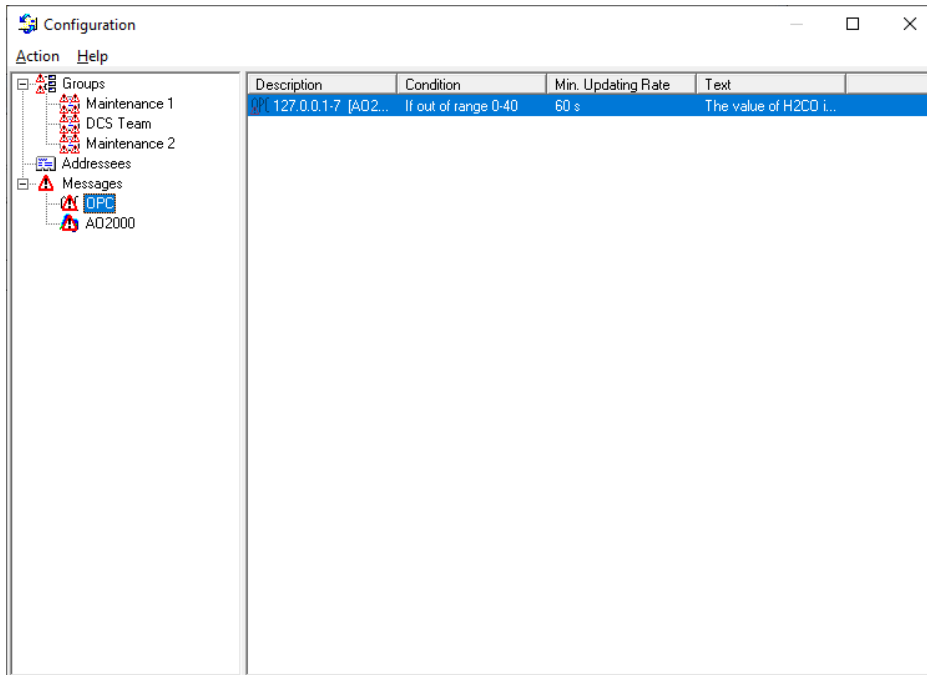 Configuration
Action Help
Groups
Maintenance 1
DCS Team
Maintenance 2
Addressees
Messages
OPC
AO2000
Description Condition Min. Updating Rate Text
OPC 127.0.0.1-7 [AO2... If out of range 0-40 60 s The value of H2CO i...